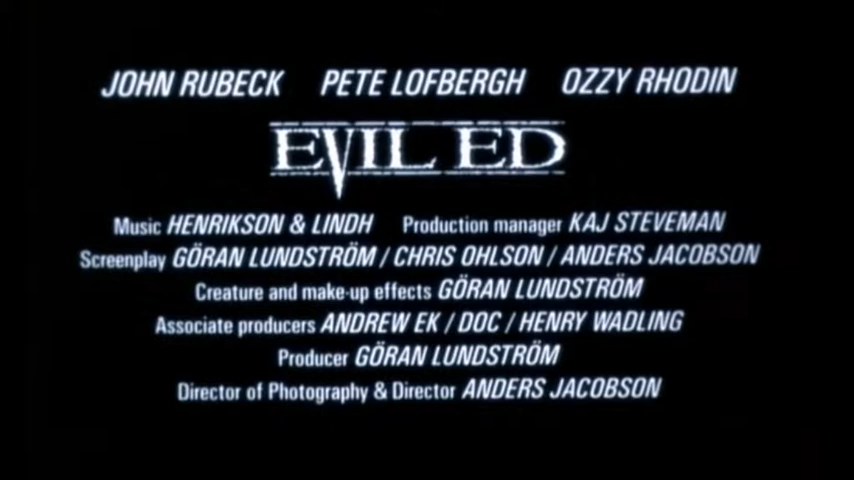 JOHN RUBECK PETE LOFBERGH OZZY RHODIN
EVIL ED
Music HENRIKSON & LINDH Production manager KAJ STEVEMAN
Screenplay GÖRAN LUNDSTRÖM / CHRIS OHLSON / ANDERS JACOBSON
Creature and make-up effects GÖRAN LUNDSTRÖM
Associate producers ANDREW EK / DOC / HENRY WADLING
Producer GÖRAN LUNDSTRÖM
Director of Photography & Director ANDERS JACOBSON